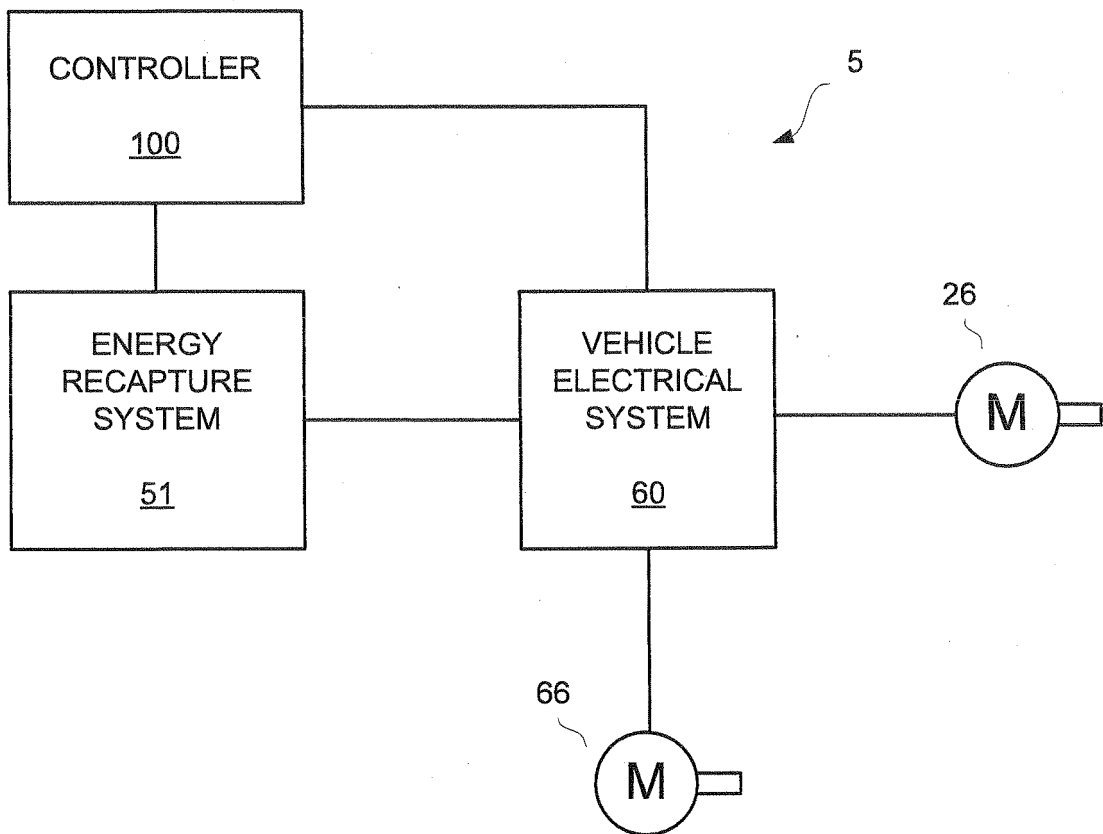 CONTROLLER
100
5
ENERGY
RECAPTURE
SYSTEM
51
VEHICLE
ELECTRICAL
SYSTEM
60
26
M
66
M